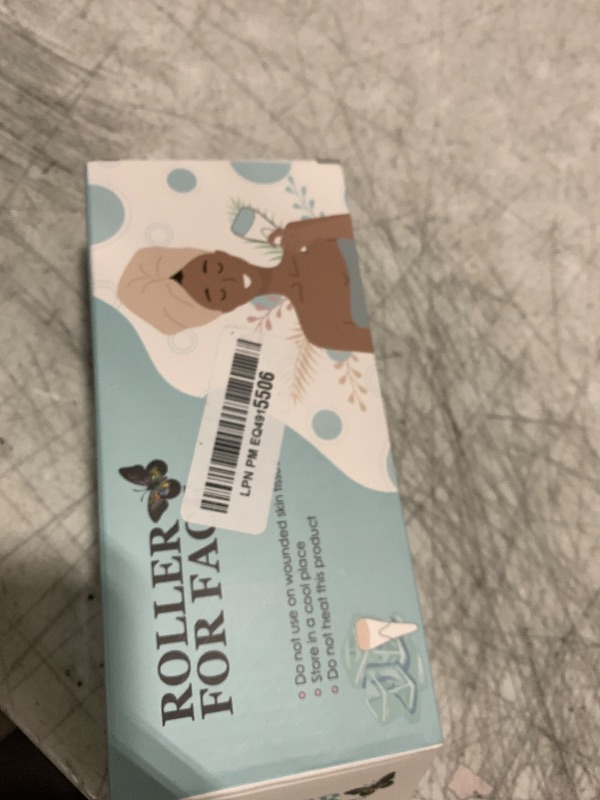 ROLLER
FOR FAC
LPN PM EQ4915506
Do not use on wounded skin
Store in a cool place
Do not heat this product